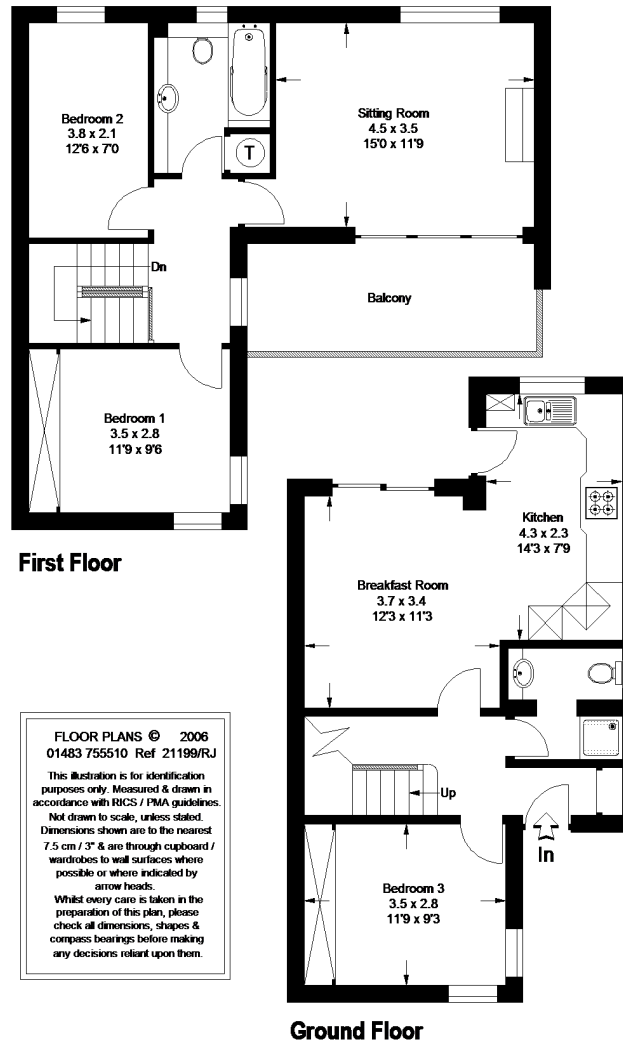 Bedroom 2
3.8 x 2.1
12'6 x 7'0
Sitting Room
4.5 x 3.5
15'0 x 11'9
T
Dn
Balcony
Bedroom 1
3.5 x 2.8
11'9 x 9'6
First Floor
Kitchen
4.3 x 2.3
14'3 x 7'9
Breakfast Room
3.7 x 3.4
12'3 x 11'3
Up
In
Bedroom 3
3.5 x 2.8
11'9 x 9'3
Ground Floor
FLOOR PLANS © 2006
01483 755510 Ref 21199/RJ
This illustration is for identification
purposes only. Measured & drawn in
accordance with RICS / PMA guidelines.
Not drawn to scale, unless stated.
Dimensions shown are to the nearest
7.5 cm / 3" & are through cupboard /
wardrobes to wall surfaces where
possible or where indicated by
arrow heads.
Whilst every care is taken in the
preparation of this plan, please
check all dimensions, shapes &
compass bearings before making
any decisions reliant upon them.